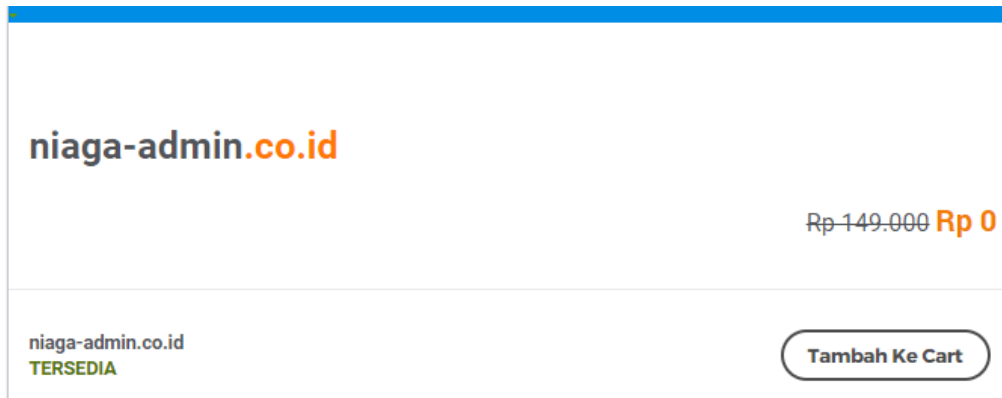 niaga-admin.co.id
Rp 149.000 Rp 0
niaga-admin.co.id
TERSEDIA
Tambah Ke Cart